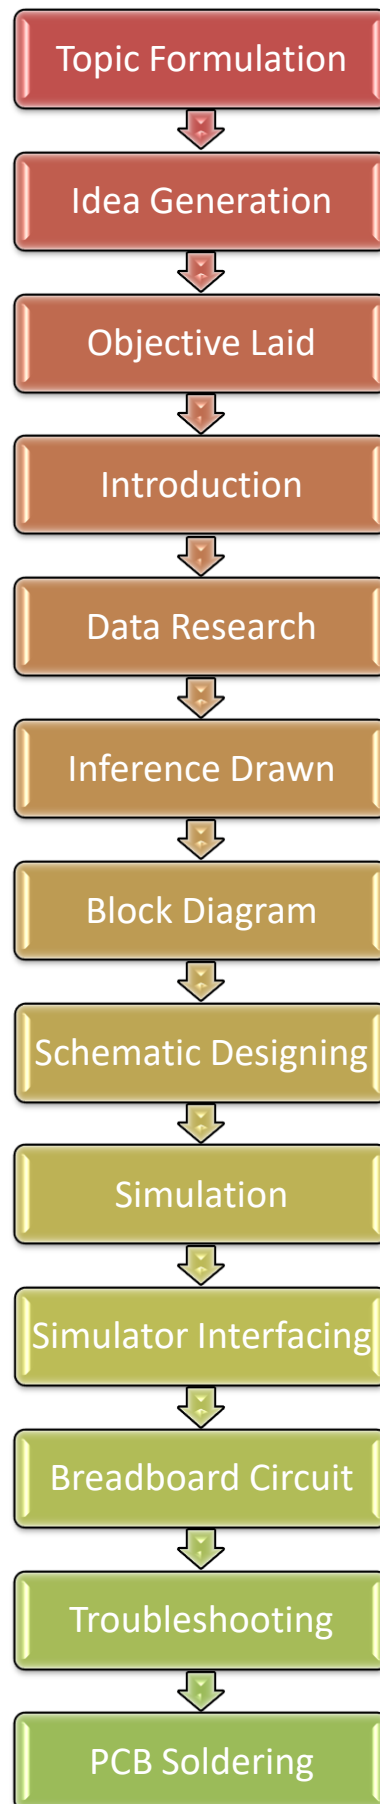 Topic Formulation
Idea Generation
Objective Laid
Introduction
Data Research
Inference Drawn
Block Diagram
Schematic Designing
Simulation
Simulator Interfacing
Breadboard Circuit
Troubleshooting
PCB Soldering